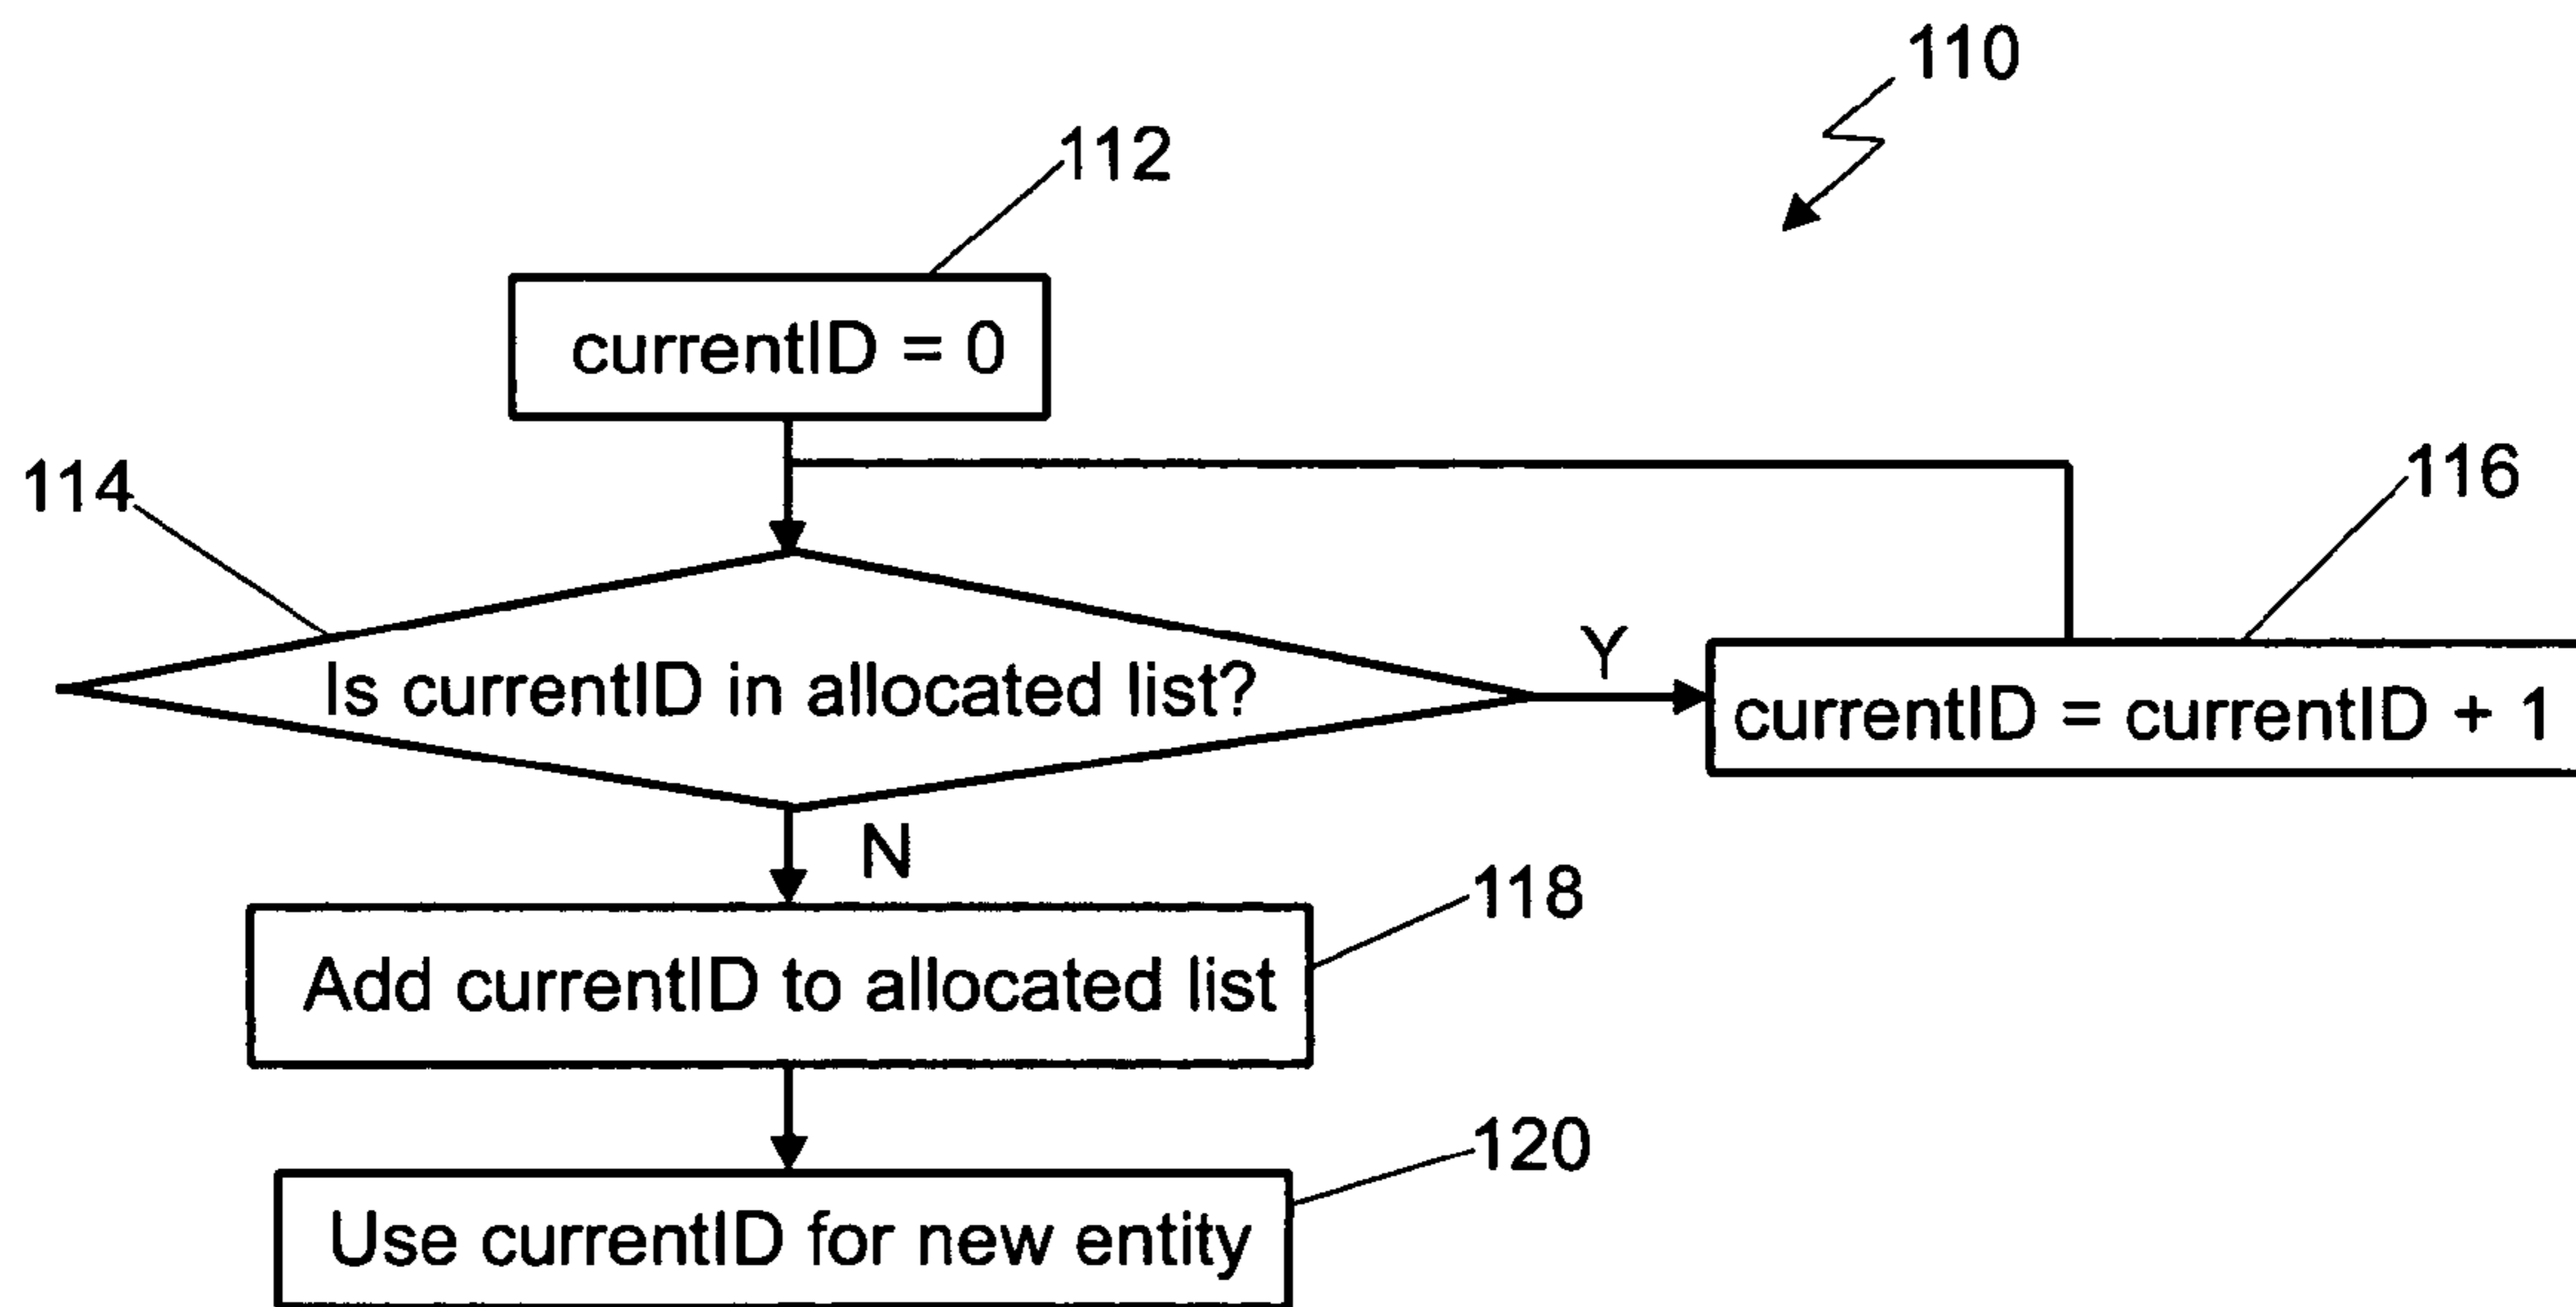 110
112
currentID = 0
114
116
Is currentID in allocated list?
Y
currentID = currentID + 1
N
118
Add currentID to allocated list
120
Use currentID for new entity